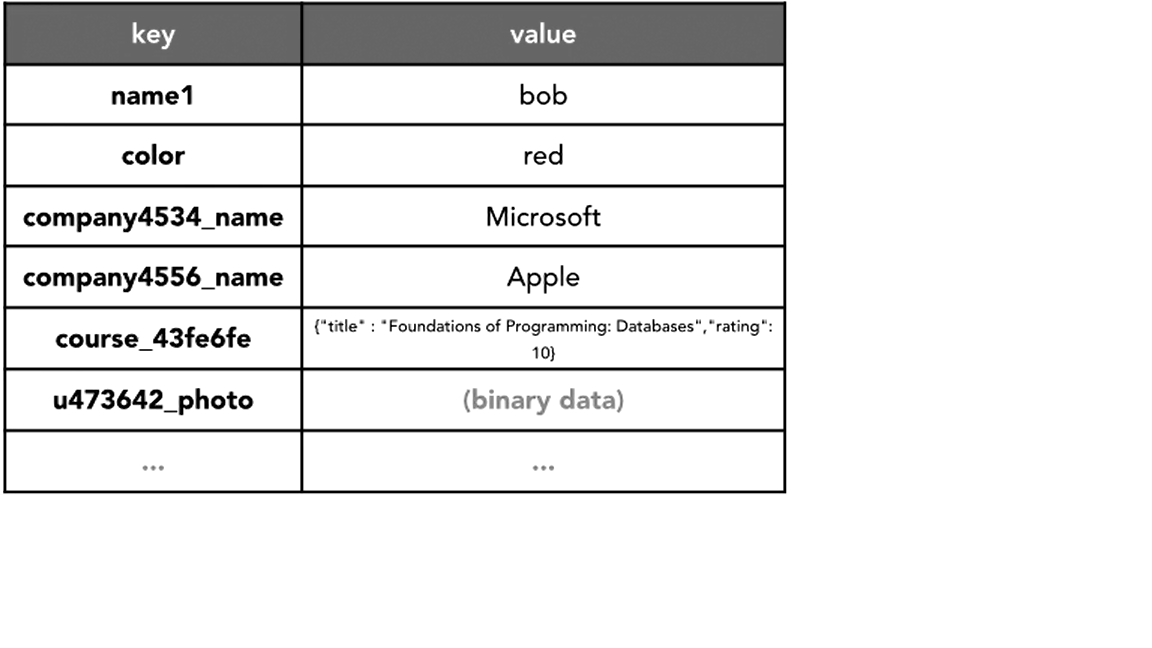 key value
name1 bob
color red
company4534_name Microsoft
company4556_name Apple
course_43fe6fe {"title" : "Foundations of Programming: Databases","rating":
10}
u473642_photo (binary data)
... ...